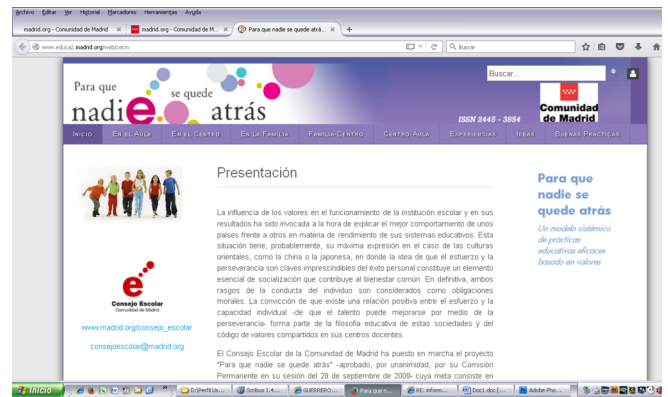 Archivo Editar Ver Historial Marcadores Herramientas Ayuda
madrid.org - Comunidad de Madrid
madrid.org - Comunidad de M...
Para que nadie se quede atrá...
www.educa2.madrid.org/web/cecm
Buscar
Para que
nadie se quede
atrás
Buscar...
ISSN 2445 - 3854
Comunidad
de Madrid
Inicio En el Aula En el Centro En la Familia Familia-Centro Centro-Aula Experiencias Ideas Buenas Prácticas
Presentación
La influencia de los valores en el funcionamiento de la institución escolar y en sus
resultados ha sido invocada a la hora de explicar el mejor comportamiento de unos
países frente a otros en materia de rendimiento de sus sistemas educativos. Esta
situación tiene, probablemente, su máxima expresión en el caso de las culturas
orientales, como la china o la japonesa, en donde la idea de que el esfuerzo y la
perseverancia son claves imprescindibles del éxito personal constituye un elemento
esencial de socialización que contribuye al bienestar común. En definitiva, ambos
rasgos de la conducta del individuo son considerados como obligaciones
morales. La convicción de que existe una relación positiva entre el esfuerzo y la
capacidad individual -de que el talento puede mejorarse por medio de la
perseverancia- forma parte de la filosofía educativa de estas sociedades y del
código de valores compartidos en sus centros docentes.
El Consejo Escolar de la Comunidad de Madrid ha puesto en marcha el proyecto
"Para que nadie se quede atrás" -aprobado, por unanimidad, por su Comisión
Permanente en su sesión del 28 de septiembre de 2009- cuya meta consiste en
e
Consejo Escolar
Comunidad de Madrid
www.madrid.org/consejo_escolar
consejoescolar@madrid.org
Para que
nadie se
quede atrás
Un modelo sistémico
de prácticas
educativas eficaces
basado en valores
Inicio
D:\Perfil Us...
Scribus 1.4...
GUERRERO...
Para que n...
RE: inform...
Doc1.doc [...
Adobe Pho...